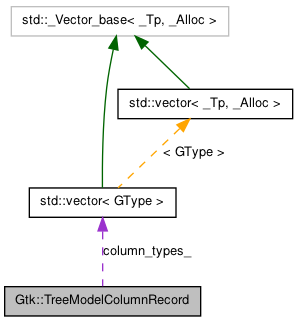 std::_Vector_base< _Tp, _Alloc >
std::vector< _Tp, _Alloc >
< GType >
std::vector< GType >
column_types_
Gtk::TreeModelColumnRecord